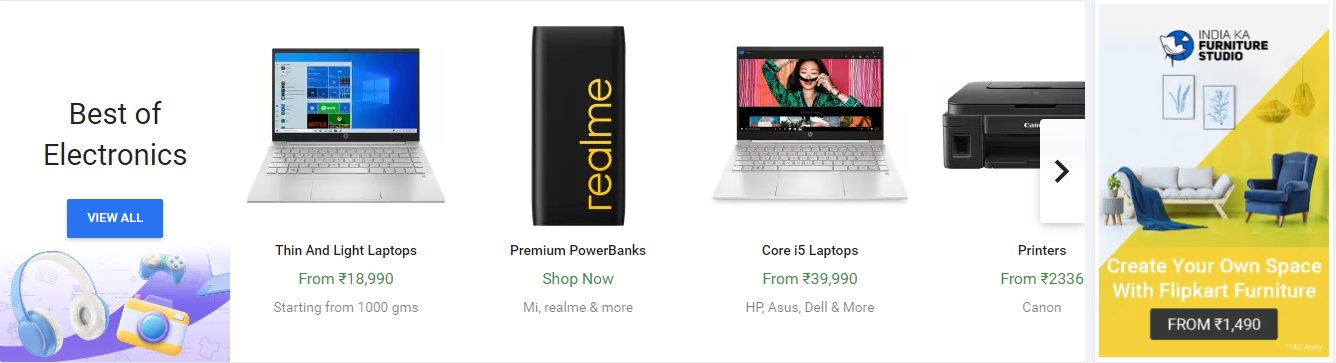 Best of
Electronics
VIEW ALL
realme
Thin And Light Laptops
From ₹18,990
Starting from 1000 gms
Premium PowerBanks
Shop Now
Mi, realme & more
Core i5 Laptops
From ₹39,990
HP, Asus, Dell & More
Can
Printers
From ₹2336
Canon
INDIA KA
FURNITURE
STUDIO
Create Your Own Space
With Flipkart Furniture
FROM ₹1,490
*T&C Apply